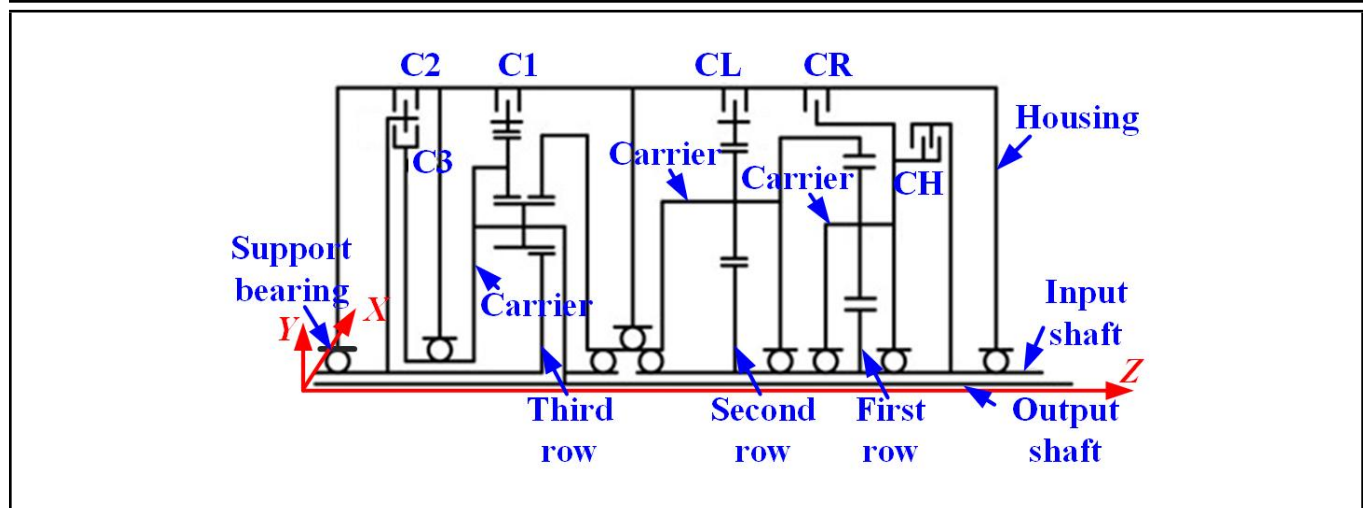 C2
C1
CL
CR
Housing
C3
Carrier
Carrier
CH
Support
bearing
X
Y
Carrier
Input
shaft
Z
Third
row
Second
row
First
row
Output
shaft